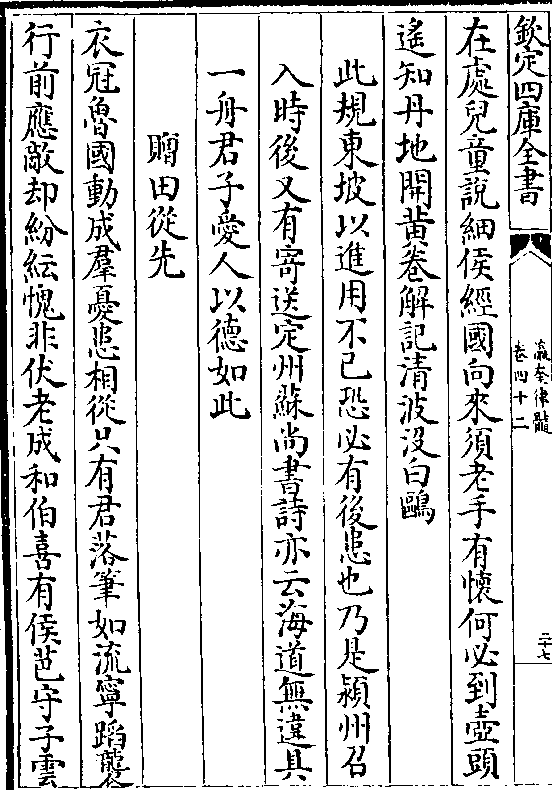 欽定四庫全書
瀛奎律髓
卷四十二
二十七
在處兒童說細侯經國向來須老手有懷何必到壺頭
遙知丹地開黃卷解記清波没白鷗
此規東坡以進用不已恐必有後患也乃是潁州召
入時後又有寄送定州蘇尚書詩亦云海道無違具
一舟君子愛人以德如此
贈田從先
衣冠魯國動成羣憂患相從只有君落筆如流寧蹈襲
行前應敵却紛紜愧非伏老成和伯喜有侯芭守子雲